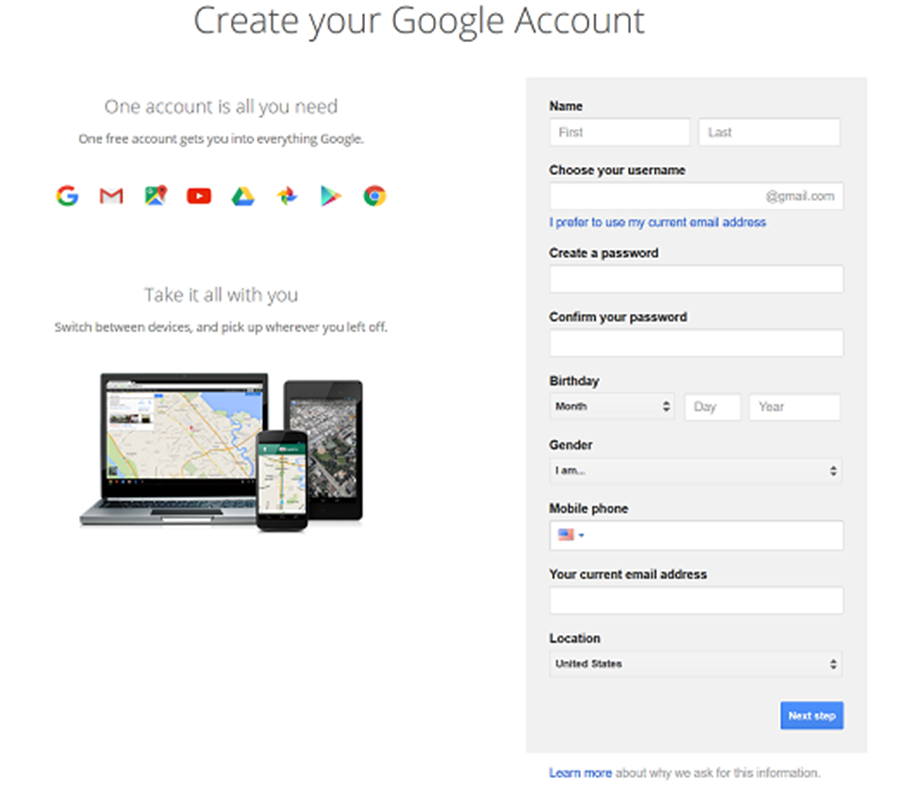 Create your Google Account
One account is all you need
One free account gets you into everything Google.
Take it all with you
Switch between devices, and pick up wherever you left off.
Name
First Last
Choose your username
@gmail.com
I prefer to use my current email address
Create a password
Confirm your password
Birthday
Month Day Year
Gender
I am...
Mobile phone
Your current email address
Location
United States
Next step
Learn more about why we ask for this information.